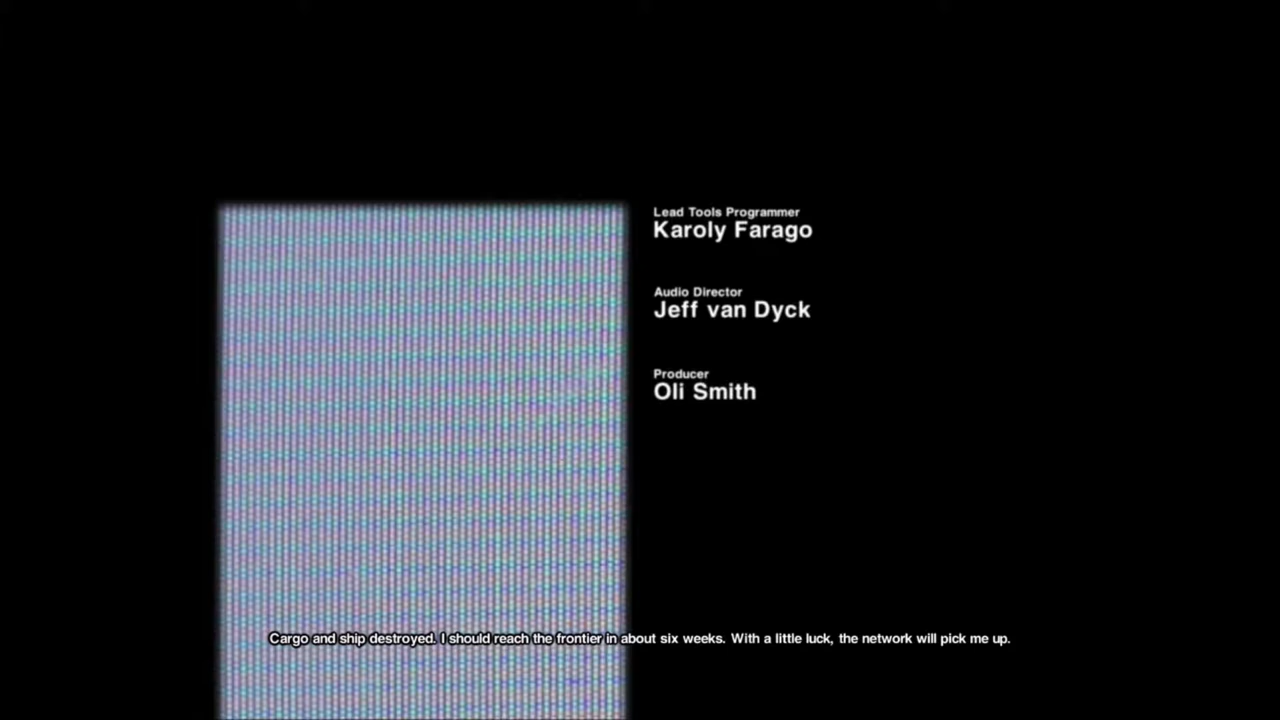 Lead Tools Programmer
Karoly Farago
Audio Director
Jeff van Dyck
Producer
Oli Smith
Cargo and ship destroyed. I should reach the frontier in about six weeks. With a little luck, the network will pick me up.